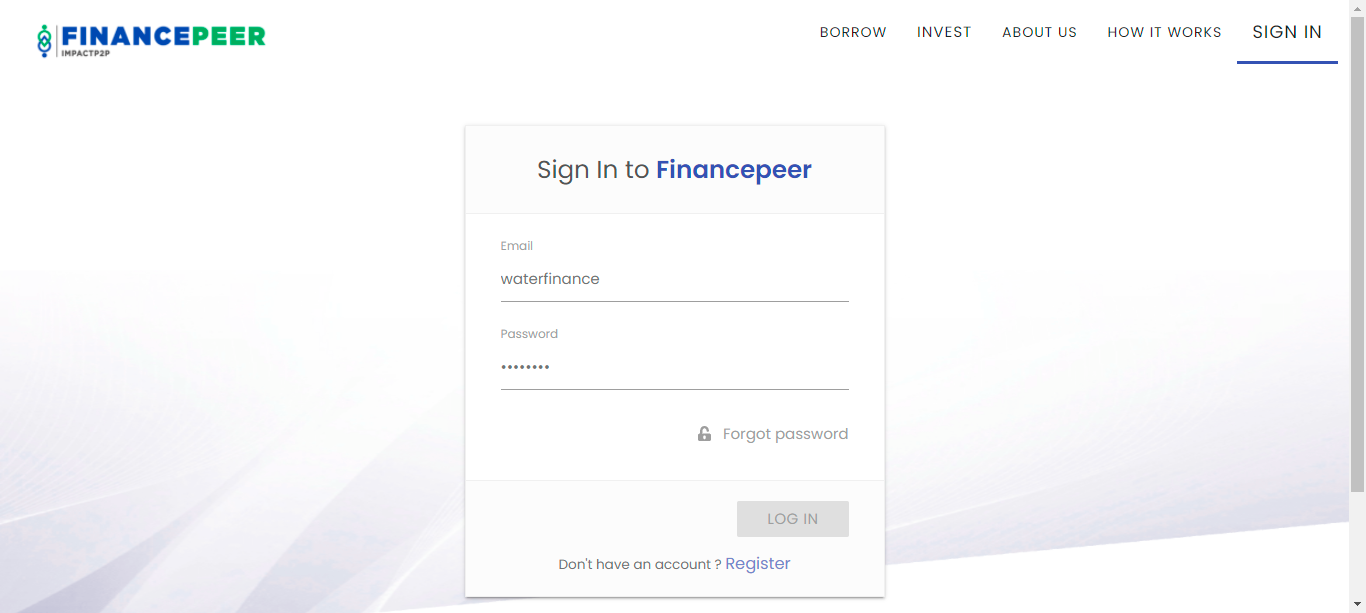 FINANCEPEER
IMPACTP2P
BORROW INVEST ABOUT US HOW IT WORKS SIGN IN
Sign In to Financepeer
Email
waterfinance
Password
••••••••
Forgot password
LOG IN
Don't have an account ? Register